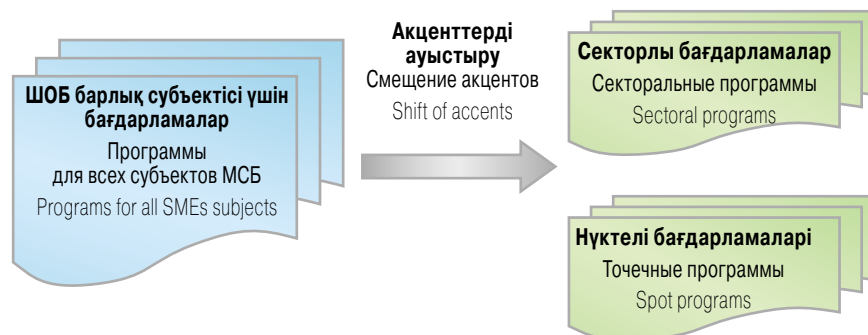 ШОБ барлық субъектісі үшін
бағдарламалар
Программы
для всех субъектов МСБ
Programs for all SMEs subjects
Акценттерді
ауыстыру
Смещение акцентов
Shift of accents
Секторлы бағдарламалар
Секторальные программы
Sectoral programs
Нүктелі бағдарламалары
Точечные программы
Spot programs